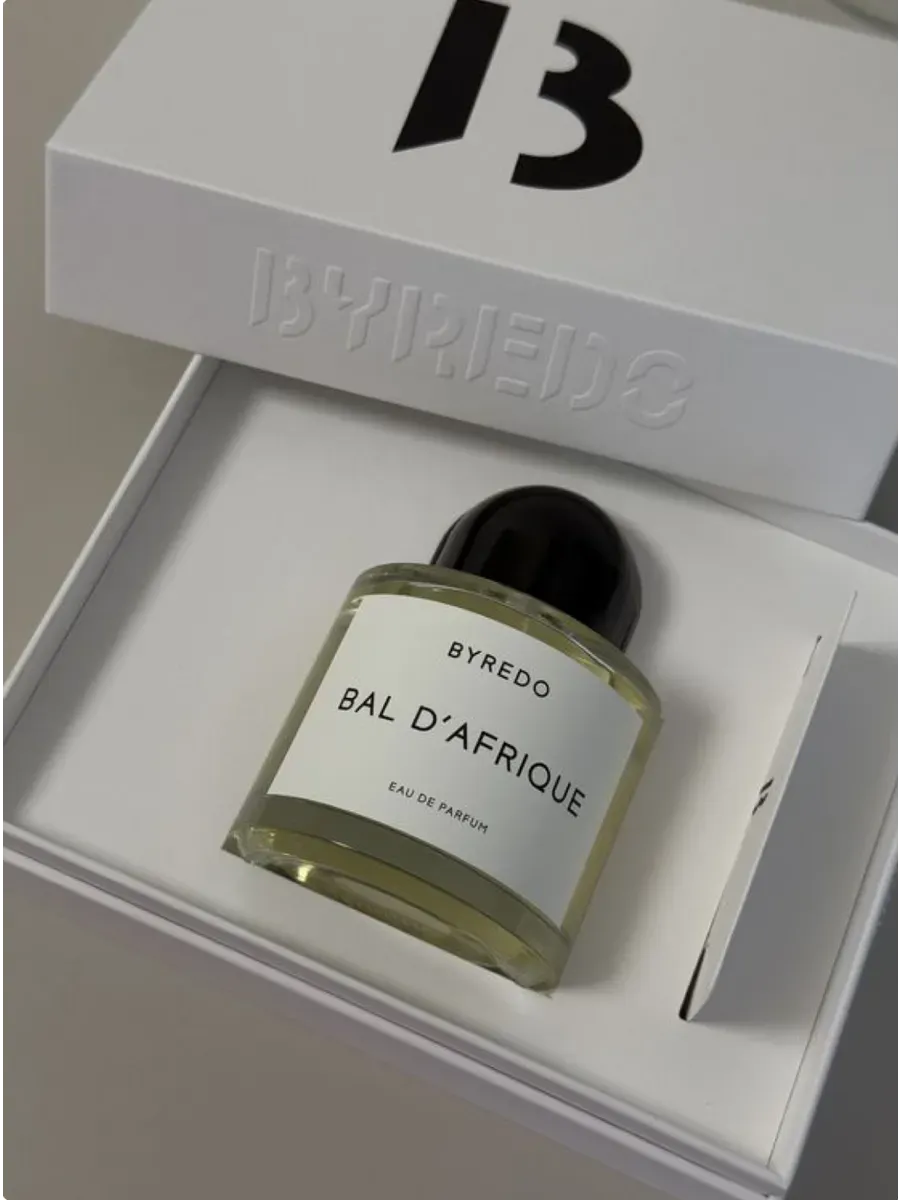 B
BYREDO
BYREDO
BAL D'AFRIQUE
EAU DE PARFUM